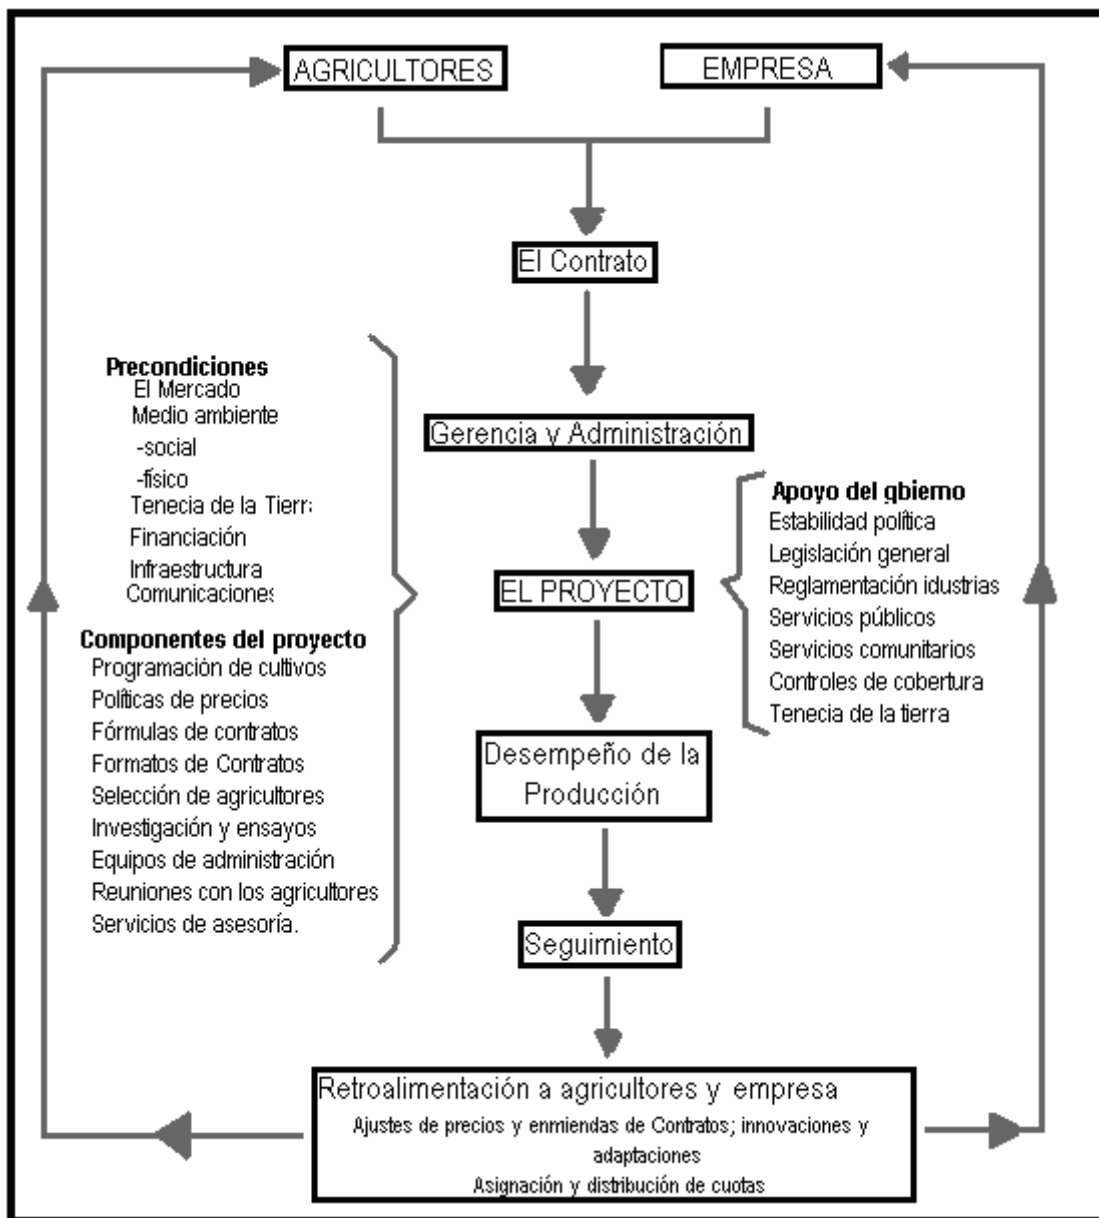 AGRICULTORES
EMPRESA
El Contrato
Gerencia y Administración
Precondiciones
El Mercado
Medio ambiente
-social
-físico
Tenecia de la Tierra
Financiación
Infraestructura
Comunicaciones
Componentes del proyecto
Programación de cultivos
Políticas de precios
Fórmulas de contratos
Formatos de Contratos
Selección de agricultores
Investigación y ensayos
Equipos de administración
Reuniones con los agricultores
Servicios de asesoría.
EL PROYECTO
Apoyo del gbierno
Estabilidad política
Legislación general
Reglamentación idustrias
Servicios públicos
Servicios comunitarios
Controles de cobertura
Tenecia de la tierra
Desempeño de la
Producción
Seguimiento
Retroalimentación a agricultores y empresa
Ajustes de precios y enmiendas de Contratos; innovaciones y
adaptaciones
Asignación y distribución de cuotas